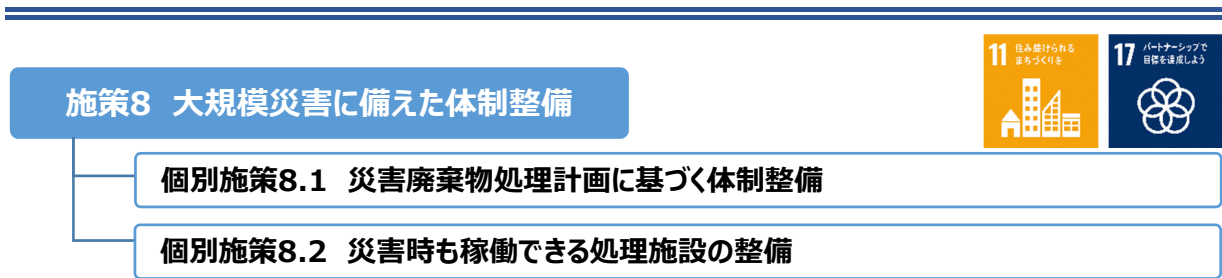 11 住み続けられる
まちづくりを
17 パートナーシップで
目標を達成しよう
施策8 大規模災害に備えた体制整備
個別施策8.1 災害廃棄物処理計画に基づく体制整備
個別施策8.2 災害時も稼働できる処理施設の整備